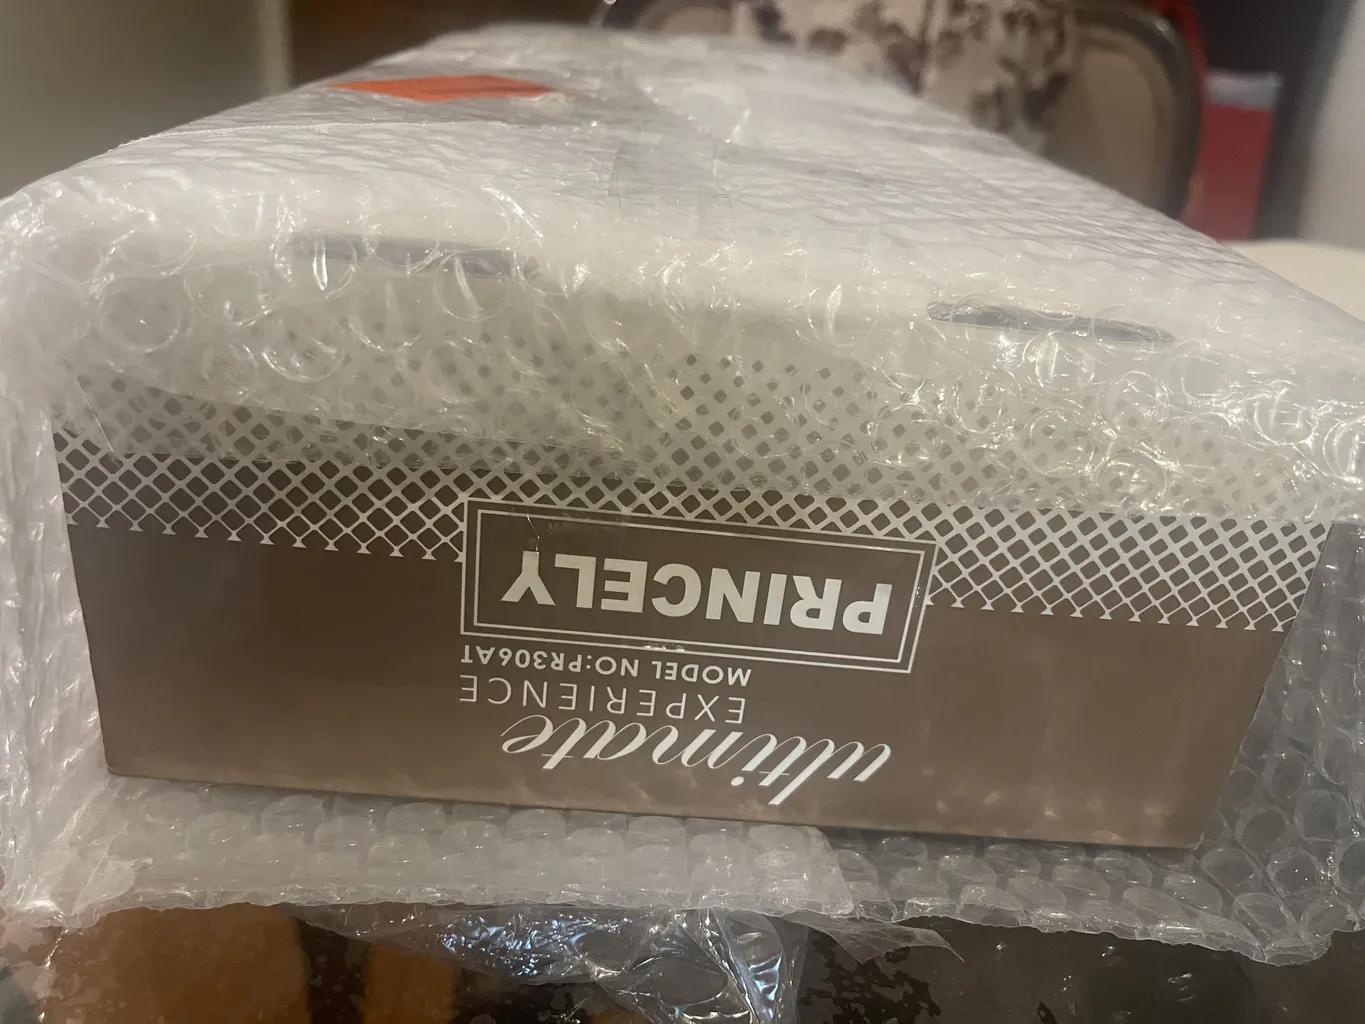 ultimate
EXPERIENCE
MODEL NO:PR306AT
PRINCELY